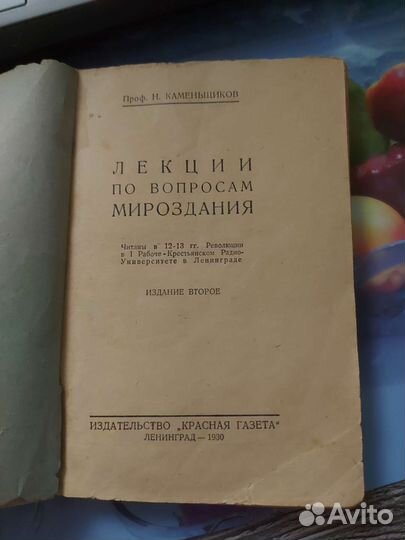 Проф. Н. КАМЕНЬЩИКОВ
ЛЕКЦИИ
ПО ВОПРОСАМ
МИРОЗДАНИЯ
Читаны в 12-13 гг. Революции
в I Рабоче-Крестьянском Радио-
Университете в Ленинграде
ИЗДАНИЕ ВТОРОЕ
ИЗДАТЕЛЬСТВО „КРАСНАЯ ГАЗЕТА"
ЛЕНИНГРАД — 1930
Avito